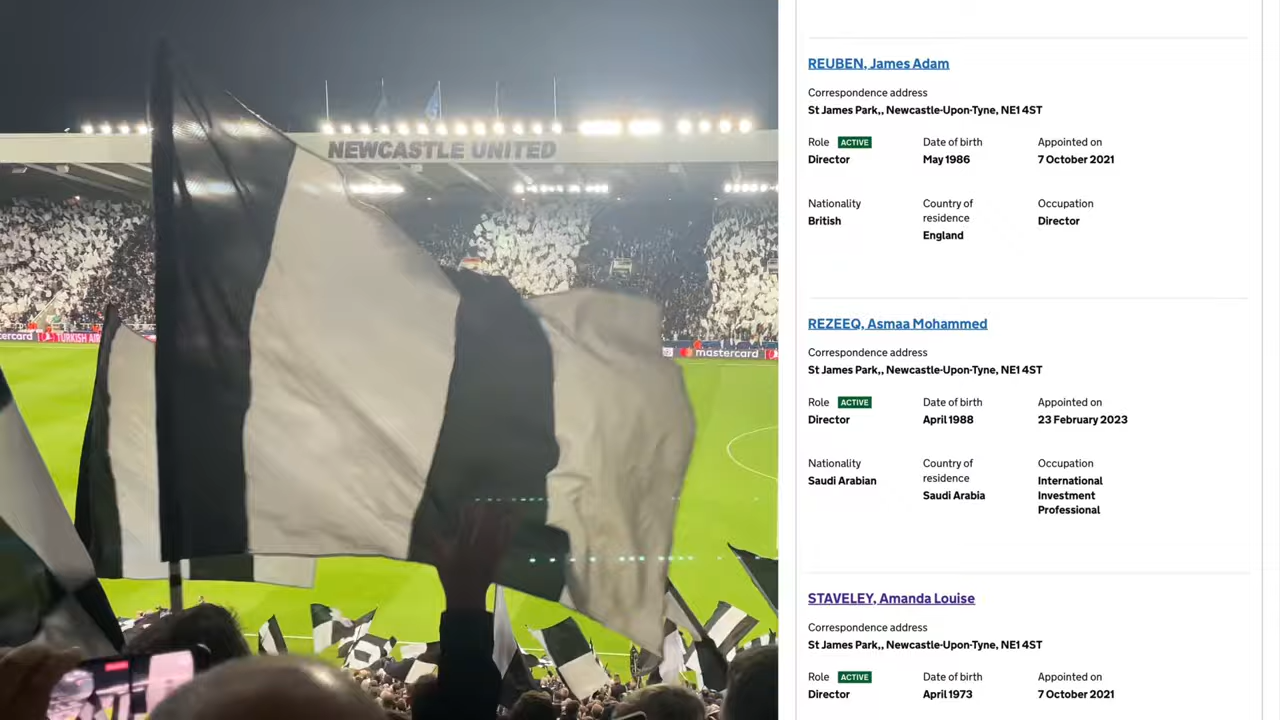 NEWCASTLE UNITED
tercard
TURKISH AIR
mastercard
REUBEN, James Adam
Correspondence address
St James Park,, Newcastle-Upon-Tyne, NE1 4ST
Role ACTIVE Date of birth Appointed on
Director May 1986 7 October 2021
Nationality Country of residence Occupation
British England Director
REZEEQ, Asmaa Mohammed
Correspondence address
St James Park,, Newcastle-Upon-Tyne, NE1 4ST
Role ACTIVE Date of birth Appointed on
Director April 1988 23 February 2023
Nationality Country of residence Occupation
Saudi Arabian Saudi Arabia International Investment Professional
STAVELEY, Amanda Louise
Correspondence address
St James Park,, Newcastle-Upon-Tyne, NE1 4ST
Role ACTIVE Date of birth Appointed on
Director April 1973 7 October 2021